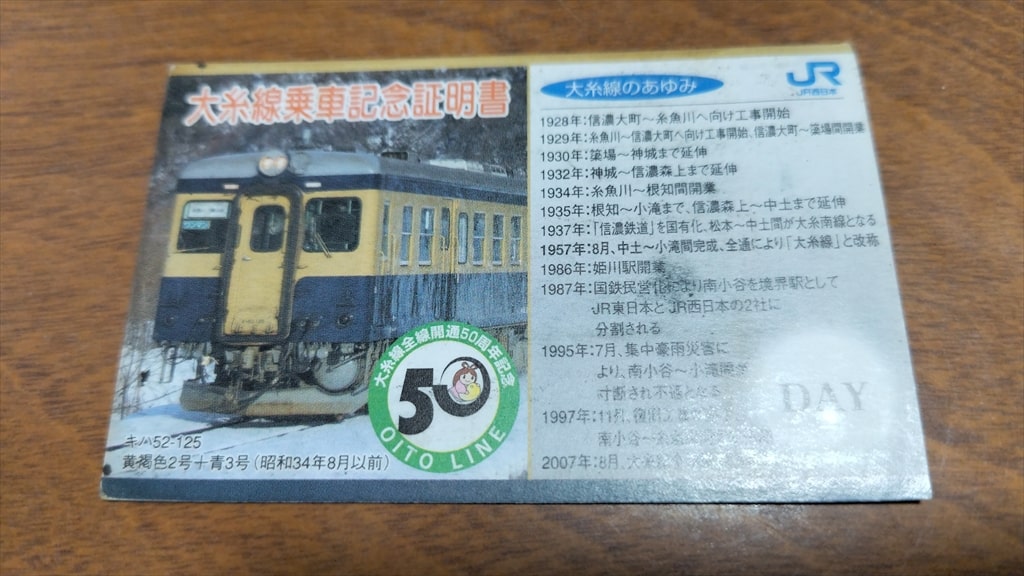 大糸線乗車記念証明書
大糸線全線開通50周年記念
50
OITO LINE
キハ52-125
黄褐色2号+青3号(昭和34年8月以前)
大糸線のあゆみ
JR
JR西日本
1928年:信濃大町〜糸魚川へ向け工事開始
1929年:糸魚川〜信濃大町へ向け工事開始、信濃大町〜簗場間開業
1930年:簗場〜神城まで延伸
1932年:神城〜信濃森上まで延伸
1934年:糸魚川〜根知間開業
1935年:根知〜小滝まで、信濃森上〜中土まで延伸
1937年:「信濃鉄道」を国有化、松本〜中土間が大糸南線となる
1957年:8月、中土〜小滝間完成、全通により「大糸線」と改称
1986年:姫川駅開業
1987年:国鉄民営化により南小谷を境界駅として
JR東日本とJR西日本の2社に
分割される
1995年:7月、集中豪雨災害に
より、南小谷〜小滝間が
寸断され不通となる
1997年:11月、復旧
南小谷〜
2007年:8月、大糸線
DAY